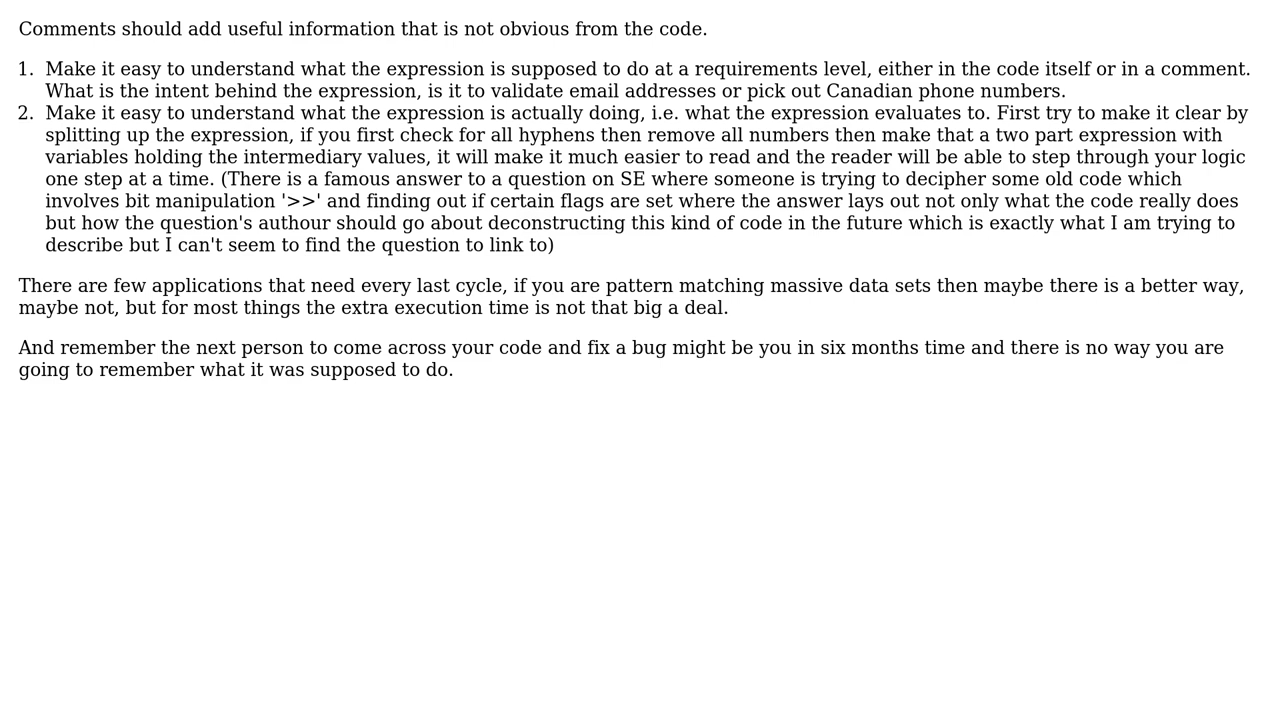 Comments should add useful information that is not obvious from the code.
1. Make it easy to understand what the expression is supposed to do at a requirements level, either in the code itself or in a comment.
What is the intent behind the expression, is it to validate email addresses or pick out Canadian phone numbers.
2. Make it easy to understand what the expression is actually doing, i.e. what the expression evaluates to. First try to make it clear by
splitting up the expression, if you first check for all hyphens then remove all numbers then make that a two part expression with
variables holding the intermediary values, it will make it much easier to read and the reader will be able to step through your logic
one step at a time. (There is a famous answer to a question on SE where someone is trying to decipher some old code which
involves bit manipulation '>>' and finding out if certain flags are set where the answer lays out not only what the code really does
but how the question's authour should go about deconstructing this kind of code in the future which is exactly what I am trying to
describe but I can't seem to find the question to link to)
There are few applications that need every last cycle, if you are pattern matching massive data sets then maybe there is a better way,
maybe not, but for most things the extra execution time is not that big a deal.
And remember the next person to come across your code and fix a bug might be you in six months time and there is no way you are
going to remember what it was supposed to do.